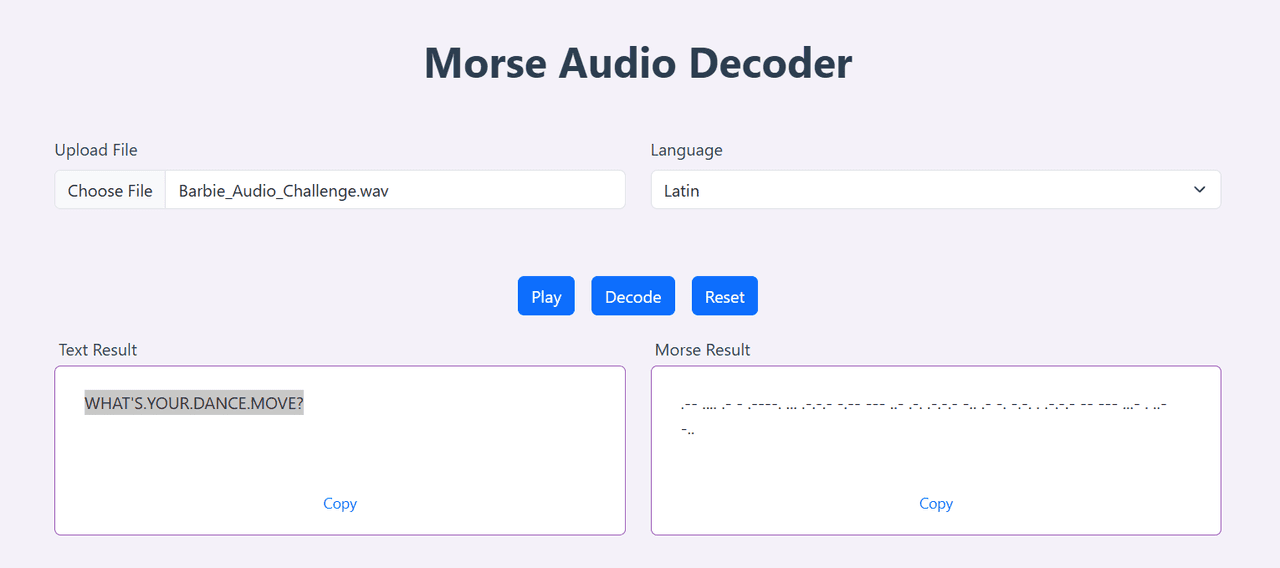 Morse Audio Decoder
Upload File
Language
Choose File Barbie_Audio_Challenge.wav
Latin
Play Decode Reset
Text Result
Morse Result
WHAT'S.YOUR.DANCE.MOVE?
.-- .... .- - .----. ... .-.-.- -.-- --- ..- .-. .-.-.- -.. .- -. -.-. . .-.-.- -- --- ...- . ..-
-..
Copy
Copy